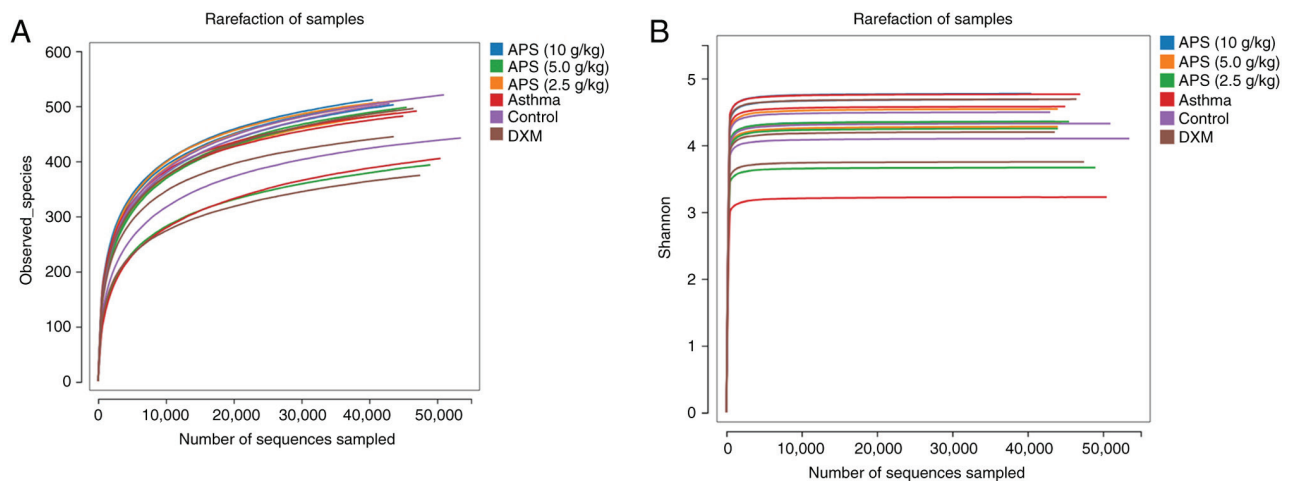 A
Rarefaction of samples
Observed_species
600
500
400
300
200
100
0
0 10,000 20,000 30,000 40,000 50,000
Number of sequences sampled
APS (10 g/kg)
APS (5.0 g/kg)
APS (2.5 g/kg)
Asthma
Control
DXM
B
Rarefaction of samples
Shannon
5
4
3
2
1
0
0 10,000 20,000 30,000 40,000 50,000
Number of sequences sampled
APS (10 g/kg)
APS (5.0 g/kg)
APS (2.5 g/kg)
Asthma
Control
DXM